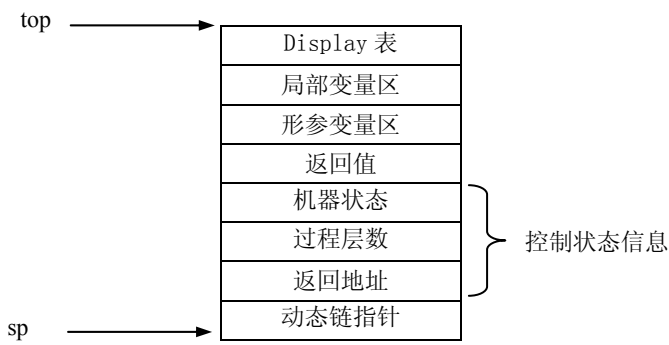 top
Display 表
局部变量区
形参变量区
返回值
机器状态
过程层数
控制状态信息
返回地址
动态链指针
sp